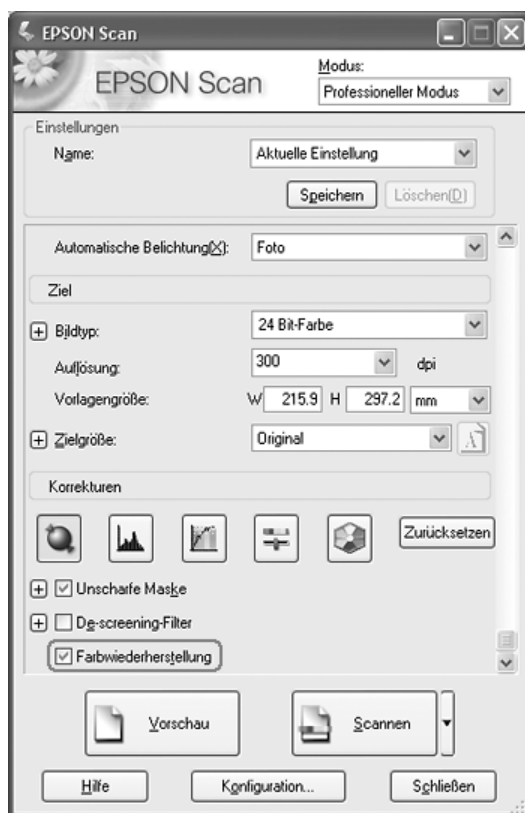 EPSON Scan
EPSON Scan
Modus:
Professioneller Modus
Einstellungen
Name:
Aktuelle Einstellung
Speichern
Löschen(D)
Automatische Belichtung(X):
Foto
Ziel
Bildtyp:
24 Bit-Farbe
Auflösung:
300
dpi
Vorlagengröße:
W 215.9 H 297.2 mm
Zielgröße:
Original
Korrekturen
Zurücksetzen
Unscharfe Maske
De-screening-Filter
Farbwiederherstellung
Vorschau
Scannen
Hilfe
Konfiguration...
Schließen